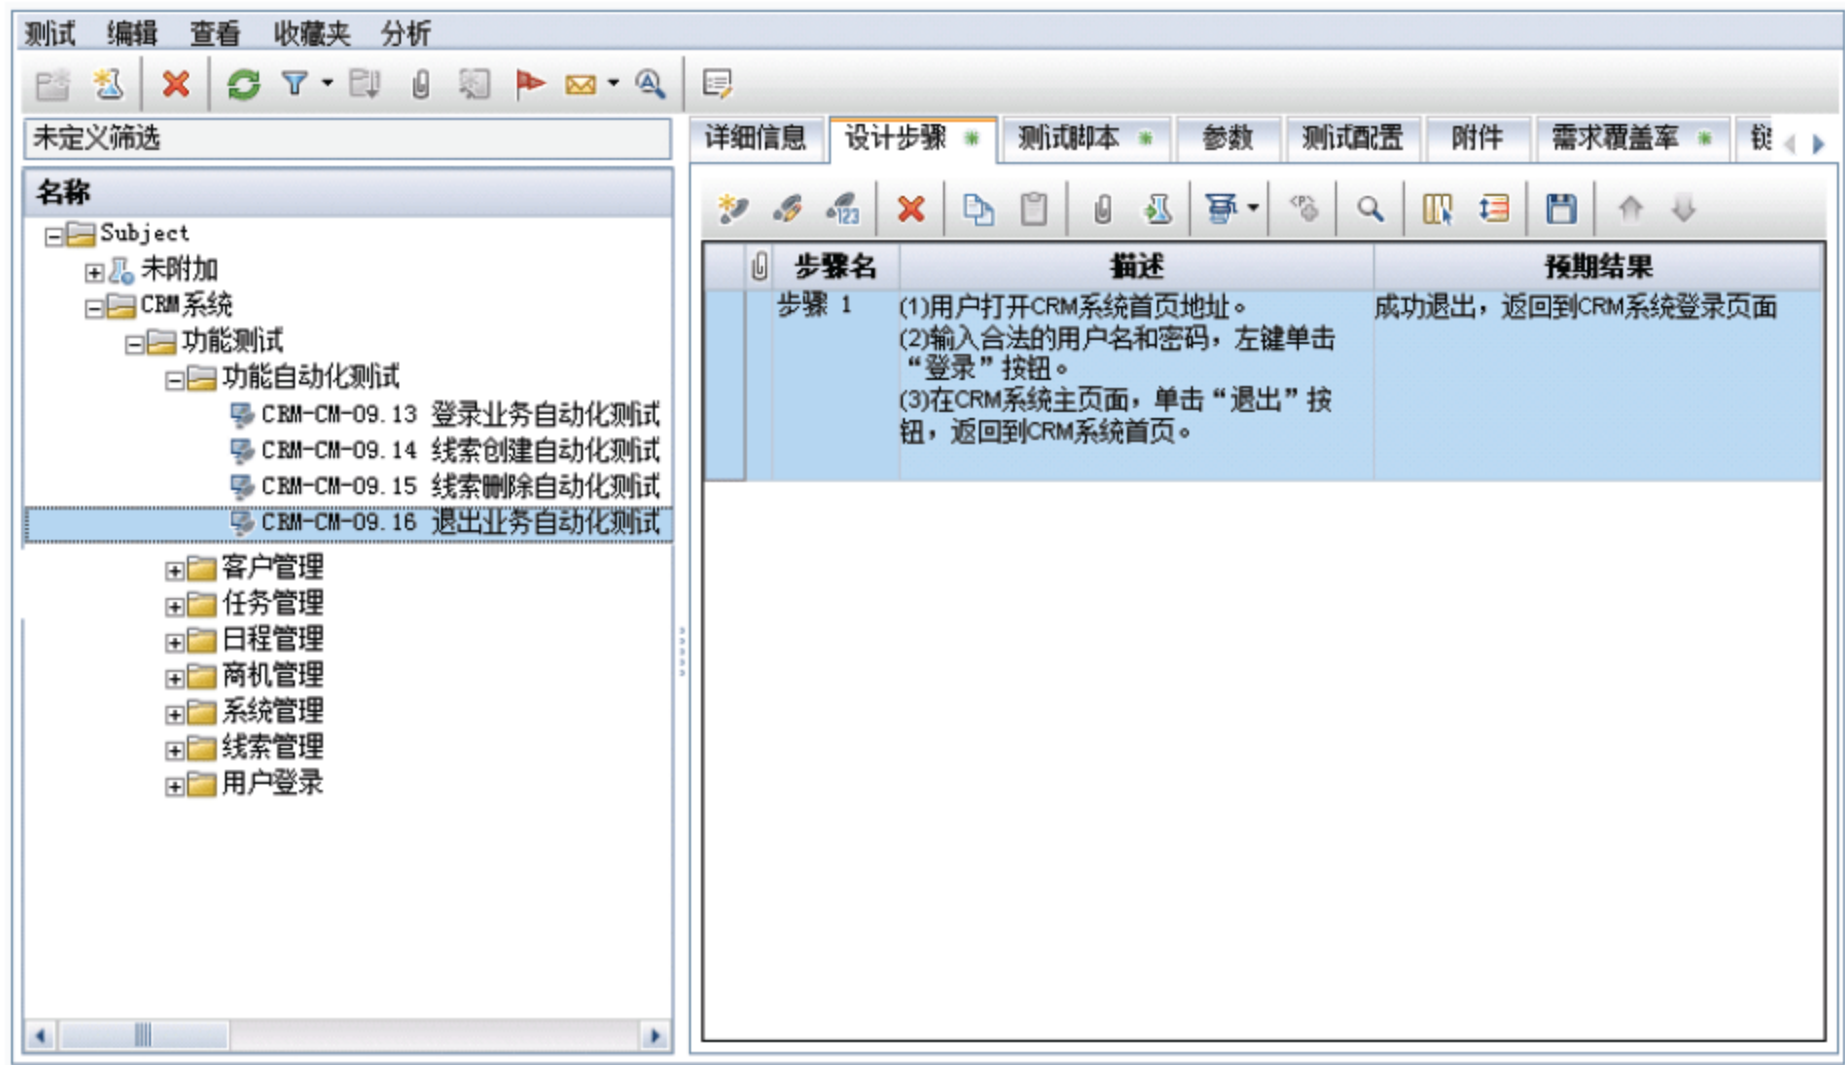 测试 编辑 查看 收藏夹 分析
未定义筛选
名称
Subject
未附加
CRM系统
功能测试
功能自动化测试
CRM-CM-09.13 登录业务自动化测试
CRM-CM-09.14 线索创建自动化测试
CRM-CM-09.15 线索删除自动化测试
CRM-CM-09.16 退出业务自动化测试
客户管理
任务管理
日程管理
商机管理
系统管理
线索管理
用户登录
详细信息 设计步骤 * 测试脚本 * 参数 测试配置 附件 需求覆盖率 *
123 <P>
步骤名 描述 预期结果
步骤 1 (1)用户打开CRM系统首页地址。 成功退出，返回到CRM系统登录页面
(2)输入合法的用户名和密码，左键单击
“登录”按钮。
(3)在CRM系统主页面，单击“退出”按
钮，返回到CRM系统首页。